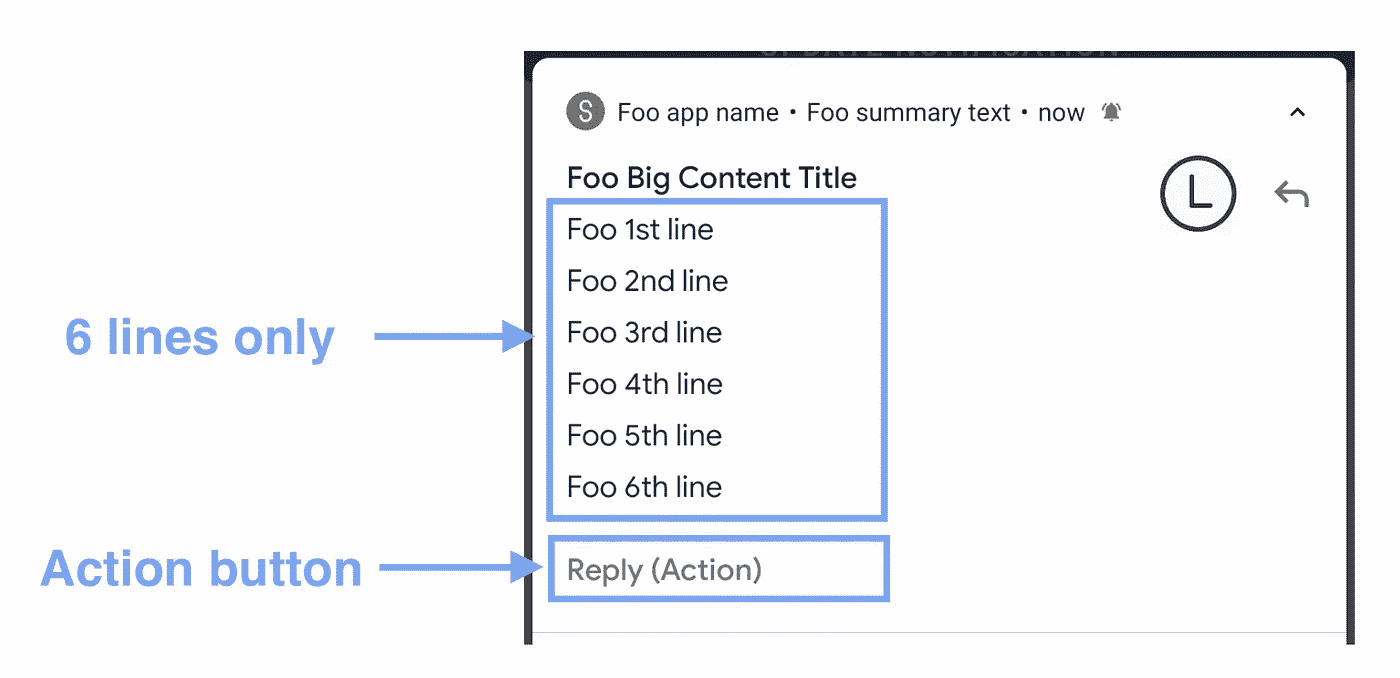 S Foo app name • Foo summary text • now
Foo Big Content Title
L
Foo 1st line
Foo 2nd line
Foo 3rd line
Foo 4th line
Foo 5th line
Foo 6th line
6 lines only
Reply (Action)
Action button